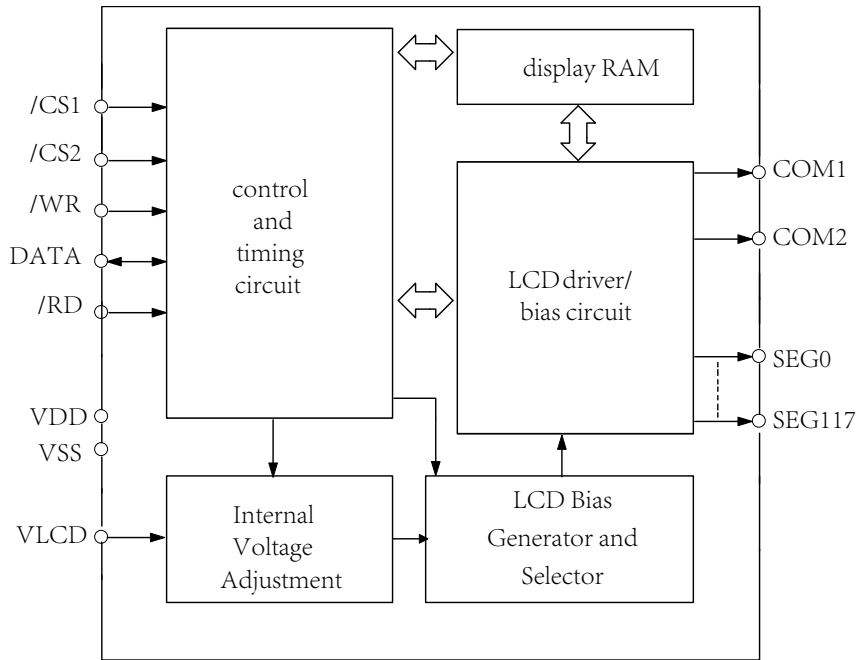 /CS1
/CS2
/WR
DATA
/RD
VDD
VSS
VLCD
control
and
timing
circuit
display RAM
LCD driver/
bias circuit
COM1
COM2
SEG0
SEG117
Internal
Voltage
Adjustment
LCD Bias
Generator and
Selector